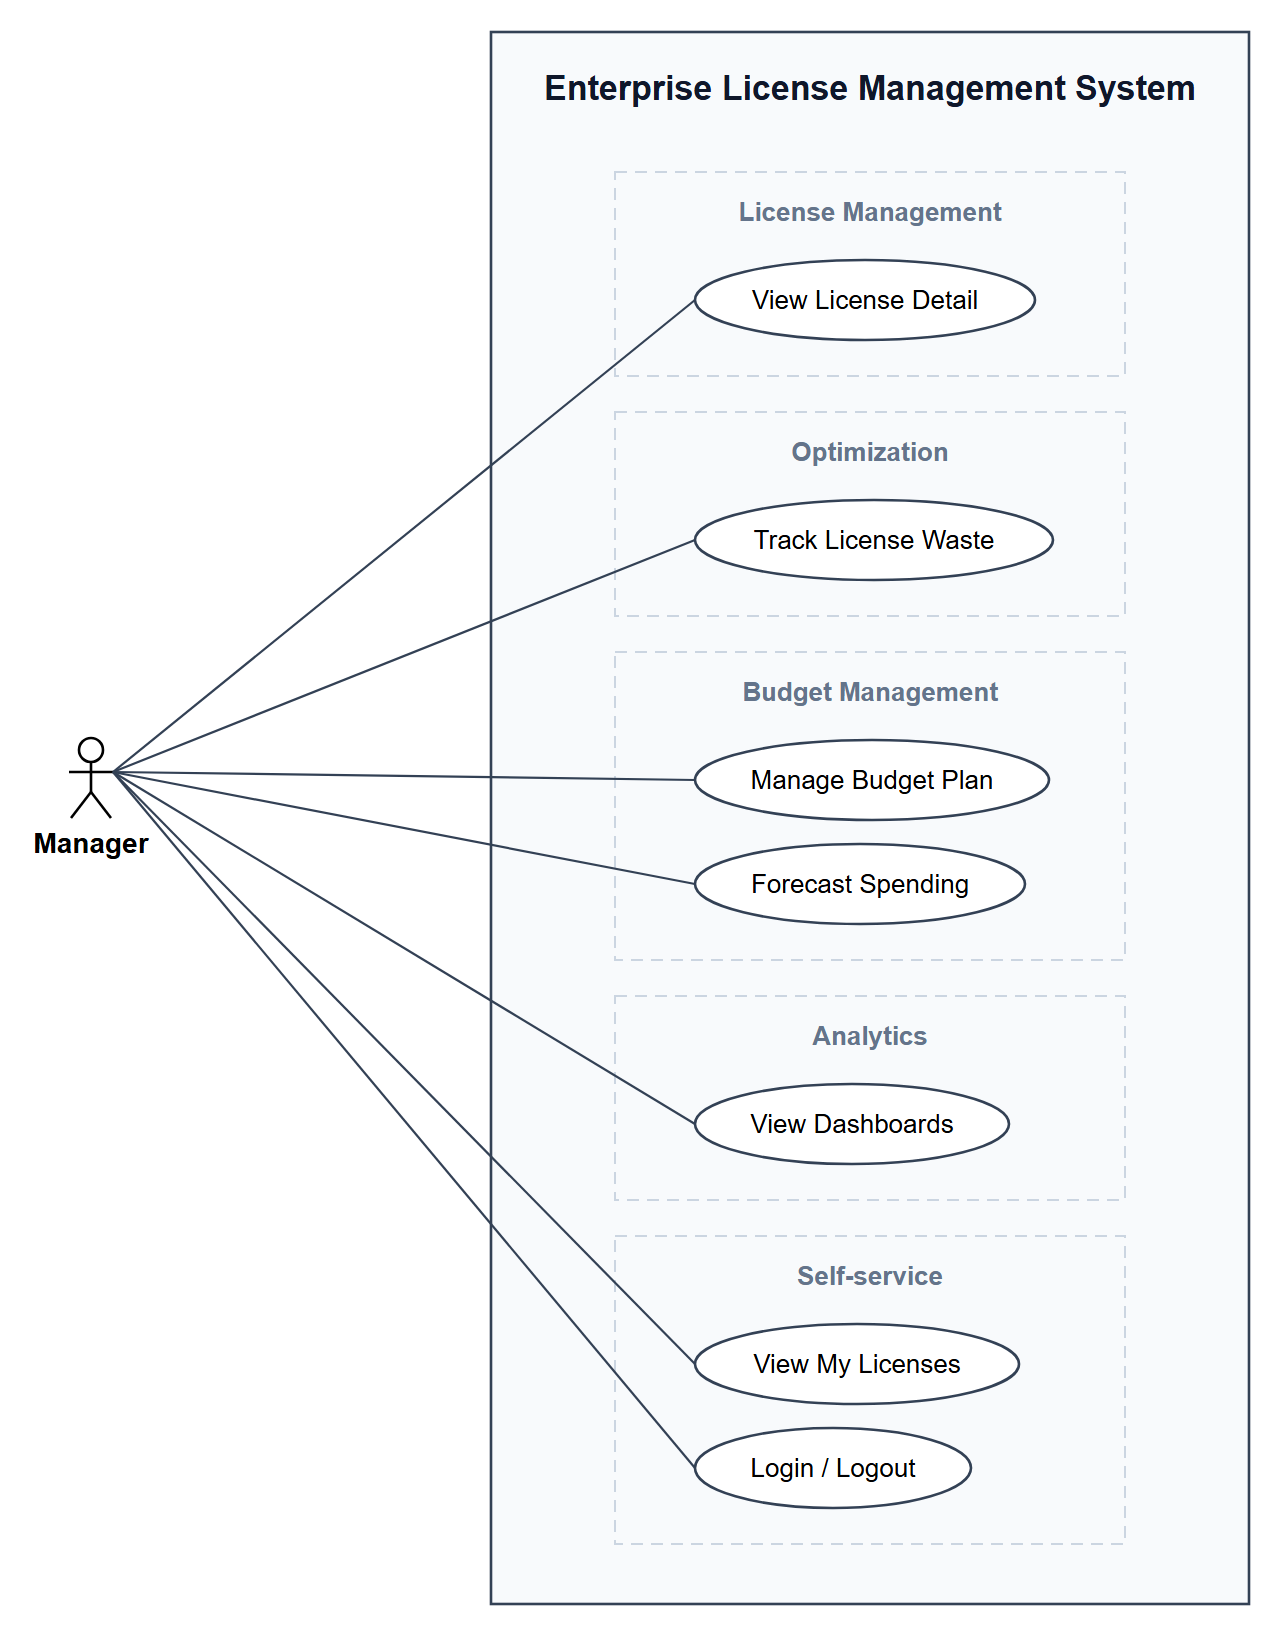 Enterprise License Management System
License Management
View License Detail
Optimization
Track License Waste
Budget Management
Manage Budget Plan
Manager
Forecast Spending
Analytics
View Dashboards
Self-service
View My Licenses
Login / Logout